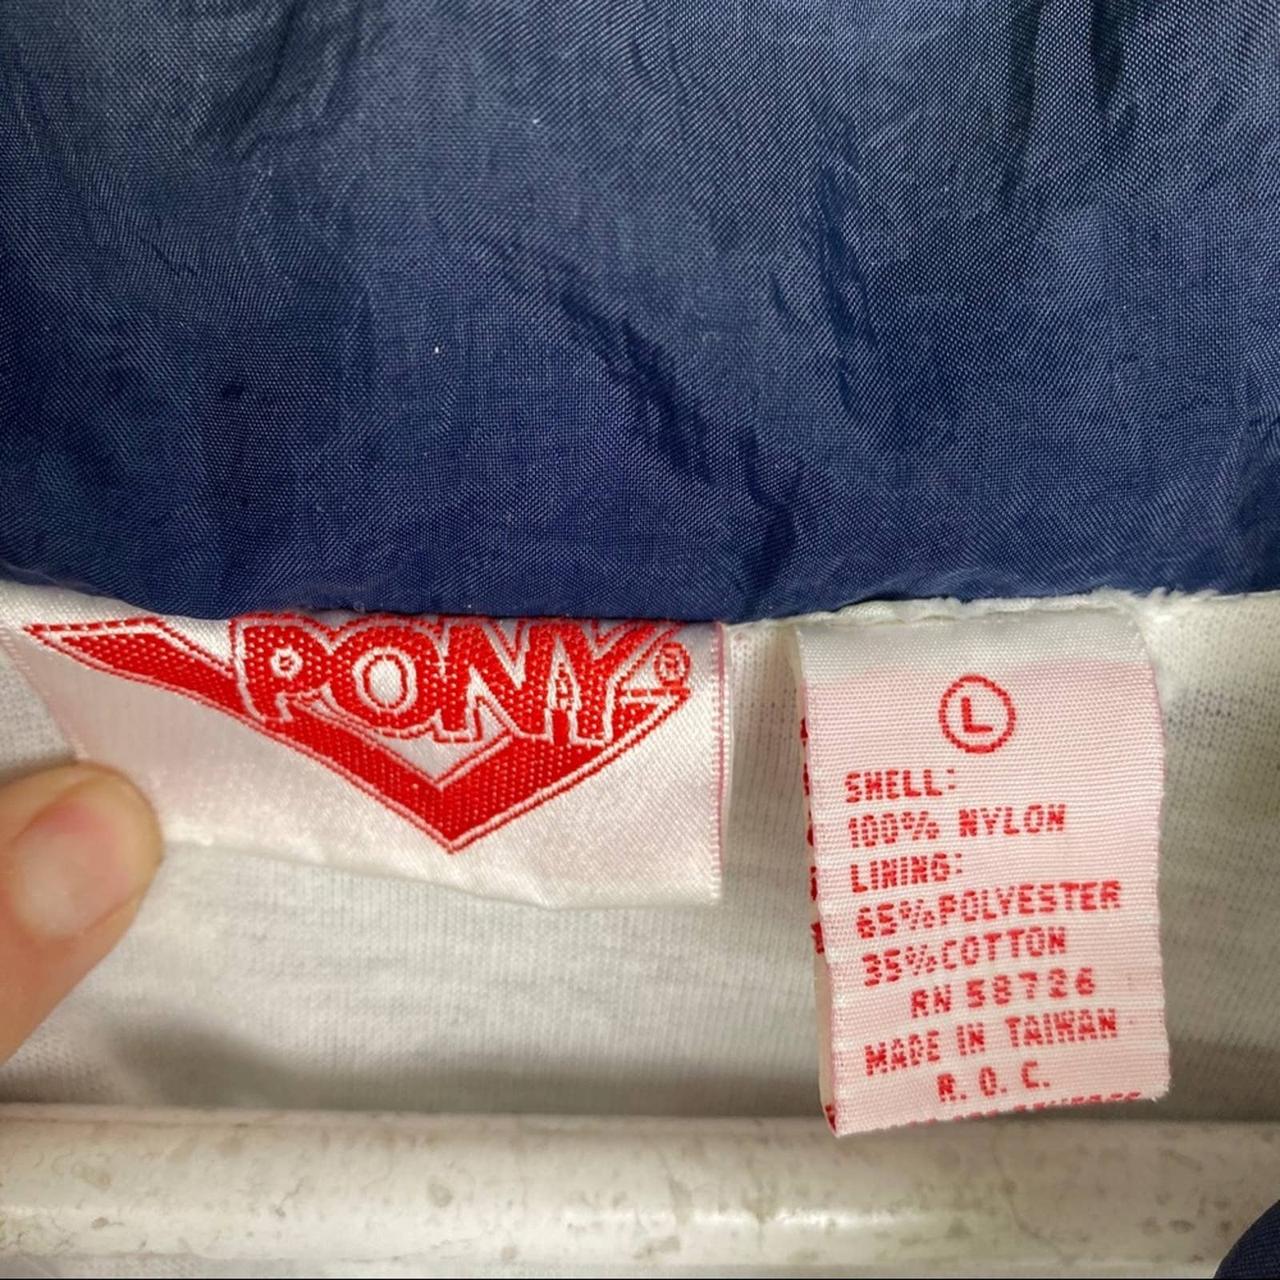 PONY®
L
SHELL:
100% NYLON
LINING:
65% POLYESTER
35% COTTON
RN 58726
MADE IN TAIWAN
R. O. C.